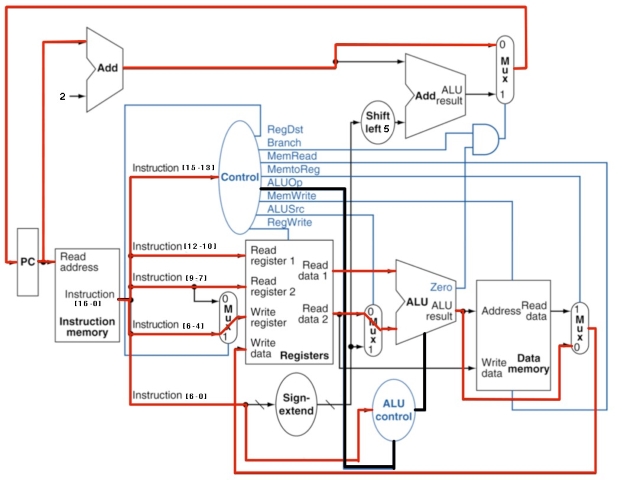 Add
2
0
M
u
x
1
Add
ALU
result
Shift
left 5
RegDst
Branch
MemRead
MemtoReg
ALUOp
MemWrite
ALUSrc
RegWrite
Control
Instruction [15-13]
PC
Read
address
Instruction
[16-0]
Instruction
memory
Instruction [12-10]
Instruction [9-7]
Instruction [6-4]
Instruction [6-0]
0
M
u
x
1
Read
register 1
Read
register 2
Write
register
Write
data
Read
data 1
Read
data 2
Registers
Sign-
extend
0
M
u
x
1
Zero
ALU
ALU
result
ALU
control
Address
Write
data
Read
data
Data
memory
1
M
u
x
0